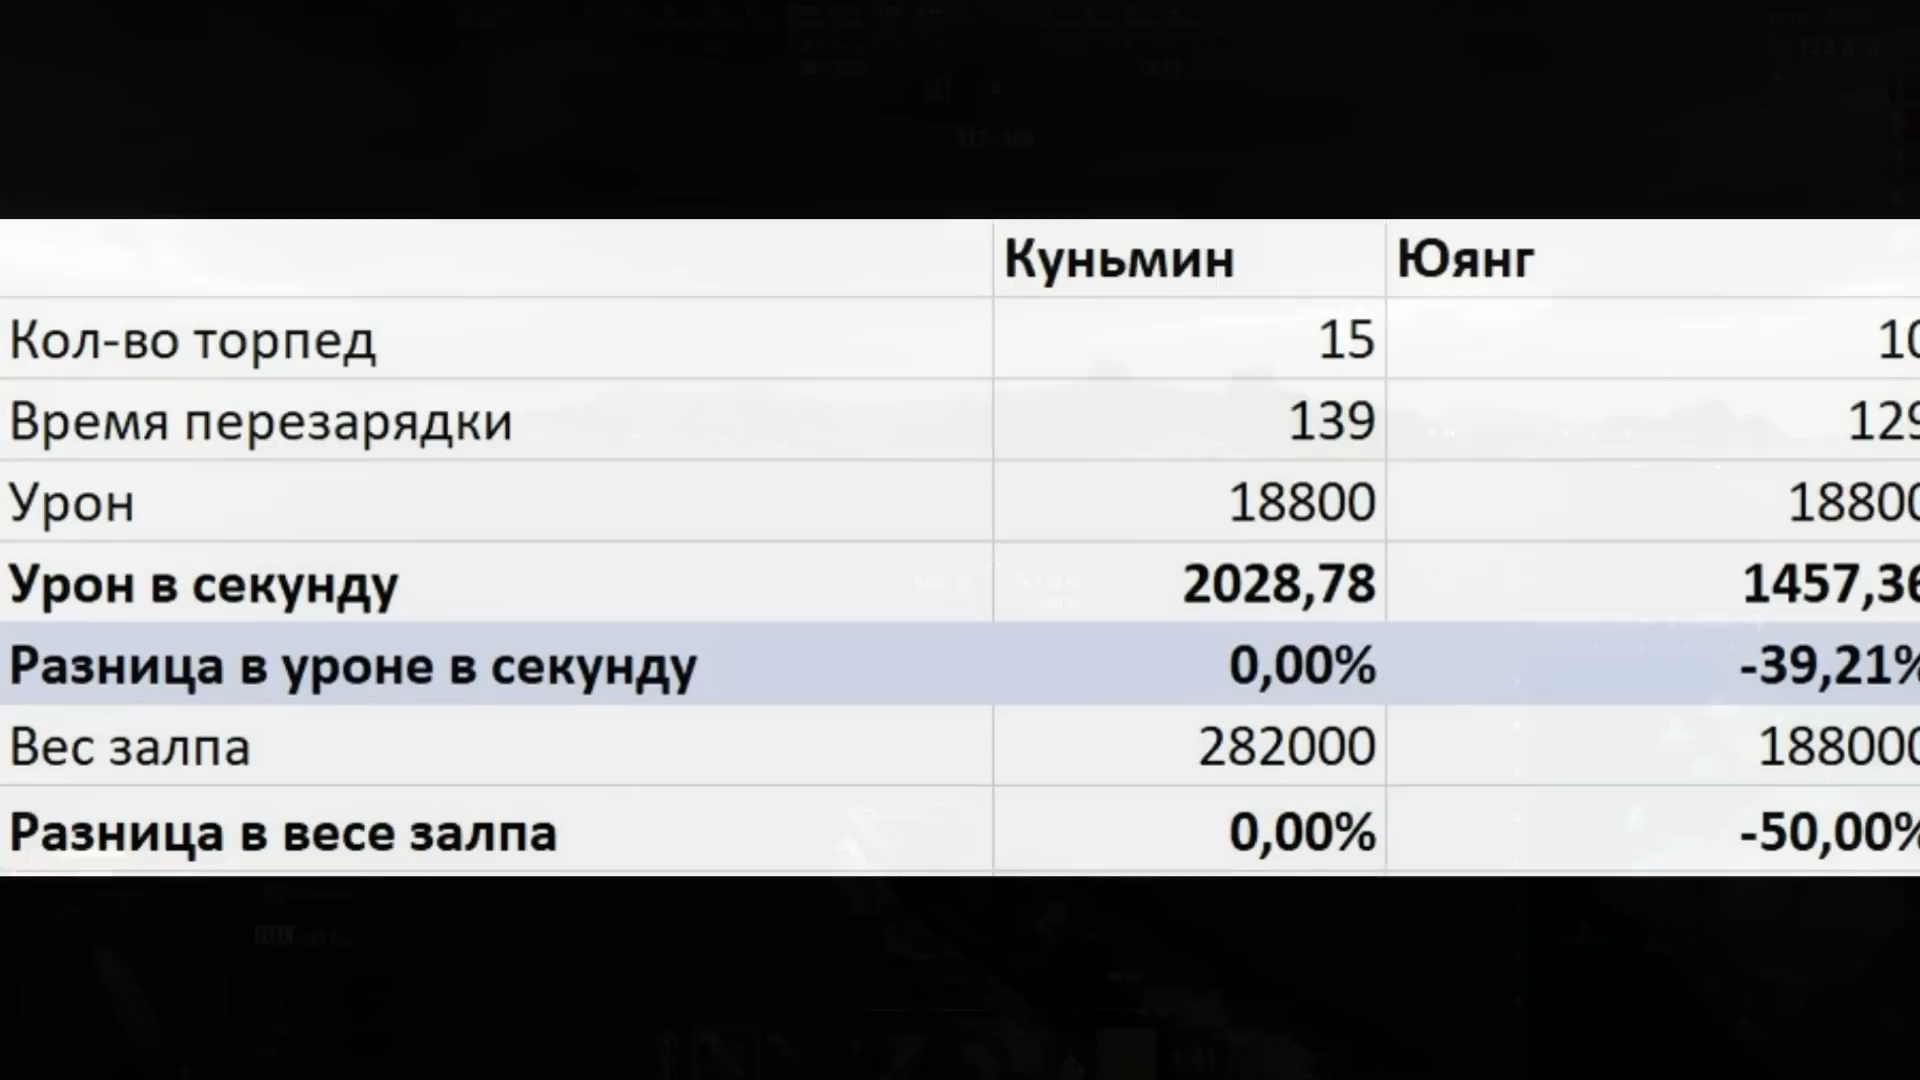 Куньмин Юянг
Кол-во торпед 15 10
Время перезарядки 139 129
Урон 18800 18800
Урон в секунду 2028,78 1457,36
Разница в уроне в секунду 0,00% -39,21%
Вес залпа 282000 188000
Разница в весе залпа 0,00% -50,00%